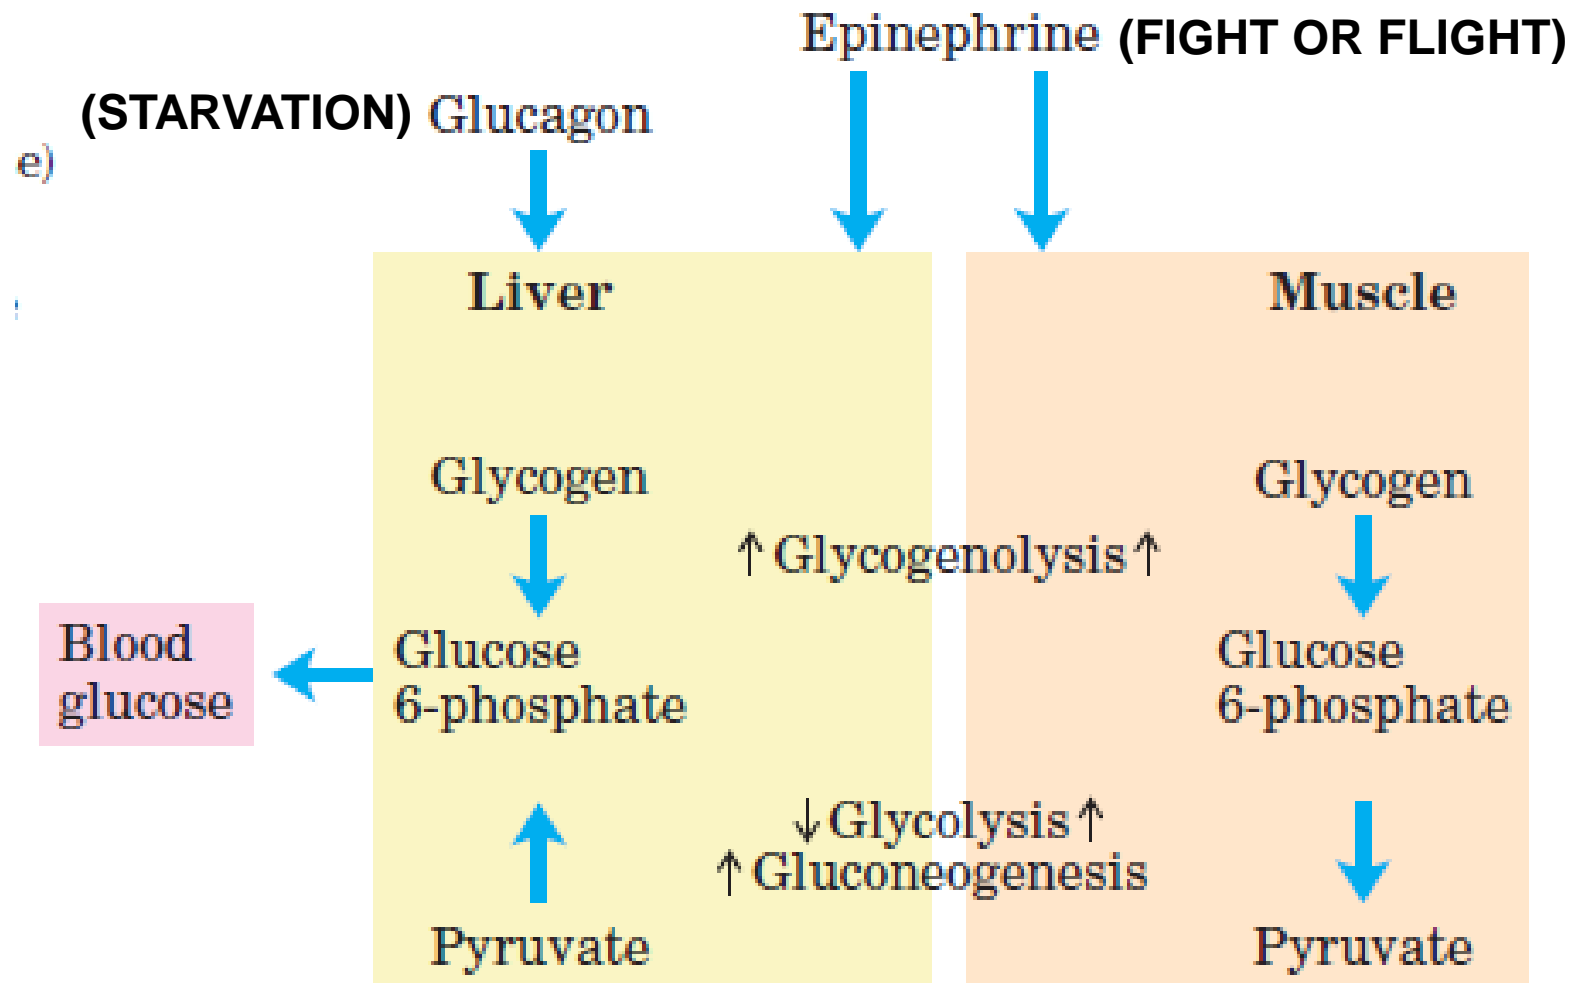 Epinephrine (FIGHT OR FLIGHT)
(STARVATION) Glucagon
e)
Liver
Muscle
Glycogen
Glycogen
↑Glycogenolysis↑
Blood
glucose
Glucose
6-phosphate
Glucose
6-phosphate
↓Glycolysis↑
↑Gluconeogenesis
Pyruvate
Pyruvate